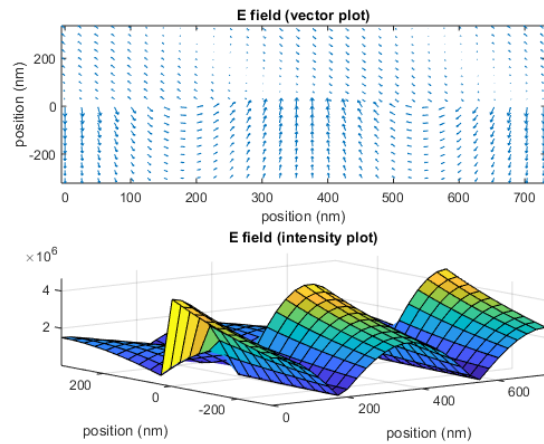 E field (vector plot)
position (nm)
200
0
-200
0 100 200 300 400 500 600 700
position (nm)
E field (intensity plot)
×10⁶
4
2
200 0 -200
0 200 400 600
position (nm)
position (nm)